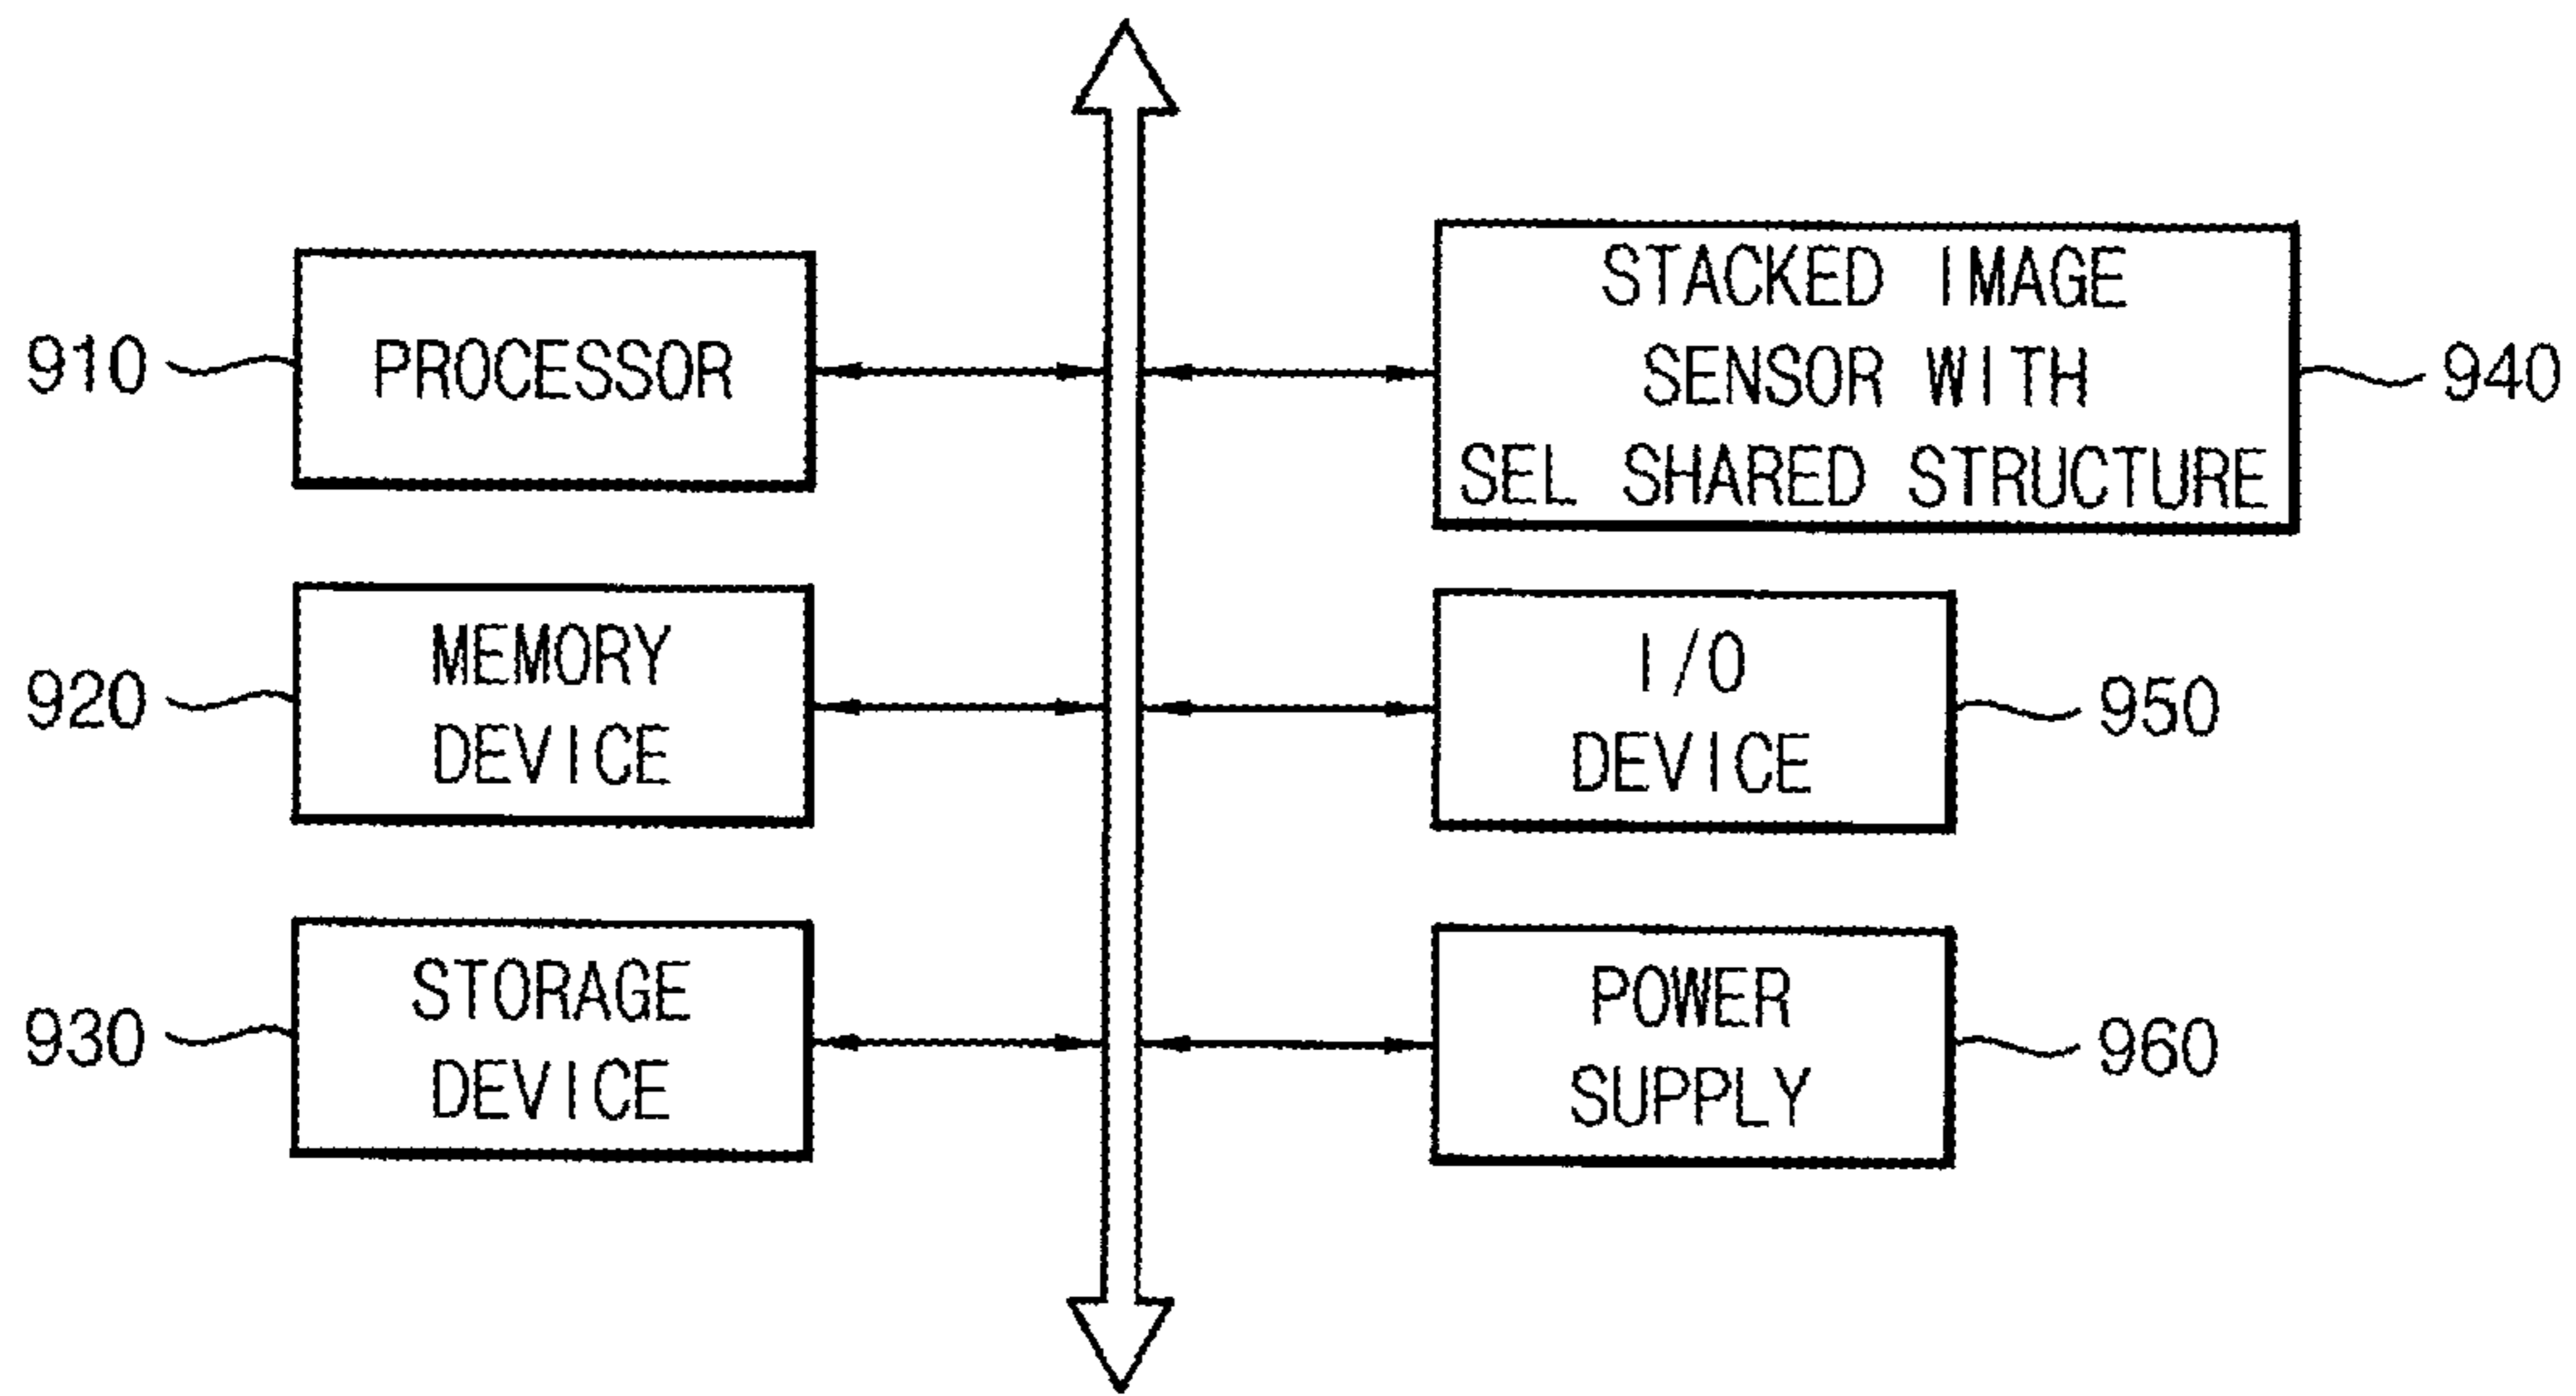 910
PROCESSOR
920
MEMORY
DEVICE
930
STORAGE
DEVICE
STACKED IMAGE
SENSOR WITH
SEL SHARED STRUCTURE
940
I/O
DEVICE
950
POWER
SUPPLY
960